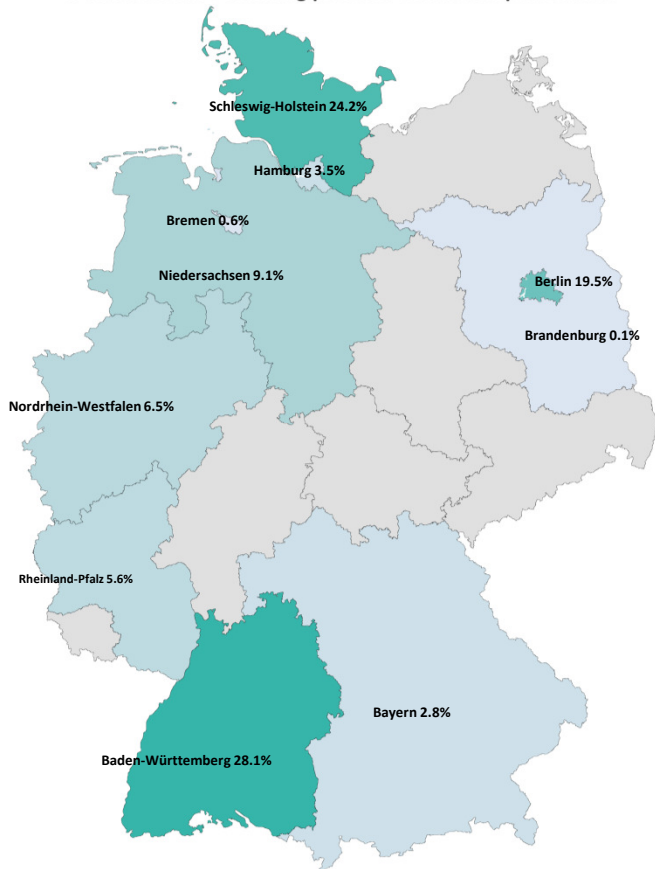 Schleswig-Holstein 24.2%
Hamburg 3.5%
Bremen 0.6%
Niedersachsen 9.1%
Berlin 19.5%
Brandenburg 0.1%
Nordrhein-Westfalen 6.5%
Rheinland-Pfalz 5.6%
Bayern 2.8%
Baden-Württemberg 28.1%